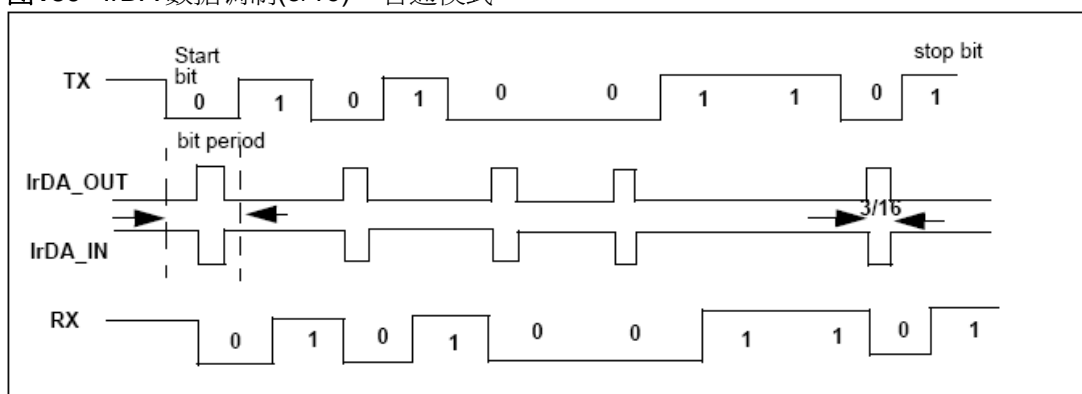 Start
bit
stop bit
TX
0 1 0 1 0 0 1 1 0 1
bit period
IrDA_OUT
3/16
IrDA_IN
RX
0 1 0 1 0 0 1 1 0 1